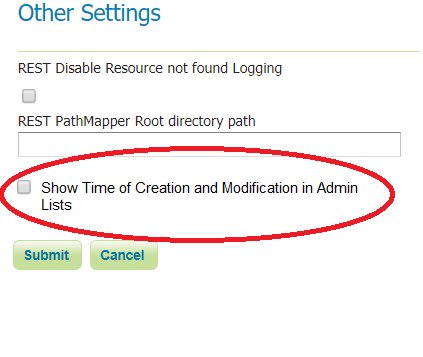 Other Settings
REST Disable Resource not found Logging
REST PathMapper Root directory path
Show Time of Creation and Modification in Admin
Lists
Submit Cancel